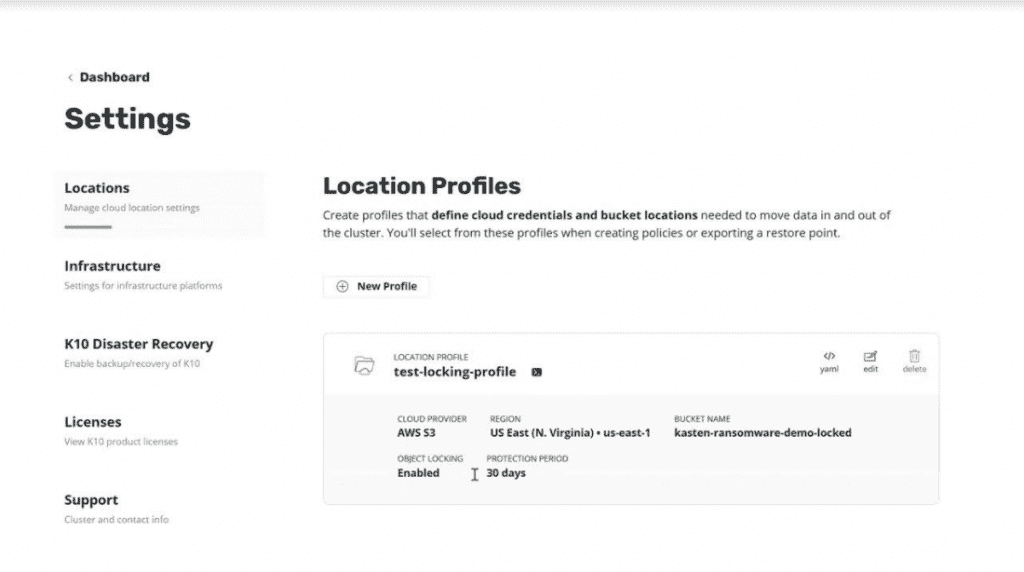 Dashboard
Settings
Locations
Manage cloud location settings
Infrastructure
Settings for infrastructure platforms
K10 Disaster Recovery
Enable backup/recovery of K10
Licenses
View K10 product licenses
Support
Cluster and contact info
Location Profiles
Create profiles that define cloud credentials and bucket locations needed to move data in and out of
the cluster. You'll select from these profiles when creating policies or exporting a restore point.
New Profile
LOCATION PROFILE
test-locking-profile
yaml
edit
delete
CLOUD PROVIDER
AWS S3
REGION
US East (N. Virginia) • us-east-1
BUCKET NAME
kasten-ransomware-demo-locked
OBJECT LOCKING
Enabled
PROTECTION PERIOD
30 days